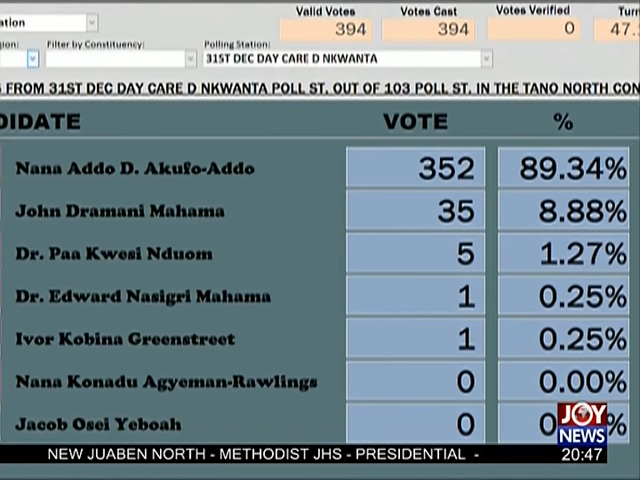 Valid Votes Votes Cast Votes Verified
394 394 0 47.
Filter by Constituency: Polling Station:
31ST DEC DAY CARE D NKWANTA
FROM 31ST DEC DAY CARE D NKWANTA POLL ST. OUT OF 103 POLL ST. IN THE TANO NORTH CON
DIDATE VOTE %
Nana Addo D. Akufo-Addo 352 89.34%
John Dramani Mahama 35 8.88%
Dr. Paa Kwesi Nduom 5 1.27%
Dr. Edward Nasigri Mahama 1 0.25%
Ivor Kobina Greenstreet 1 0.25%
Nana Konadu Agyeman-Rawlings 0 0.00%
Jacob Osei Yeboah 0 0 %
JOY
NEWS
NEW JUABEN NORTH - METHODIST JHS - PRESIDENTIAL - 20:47